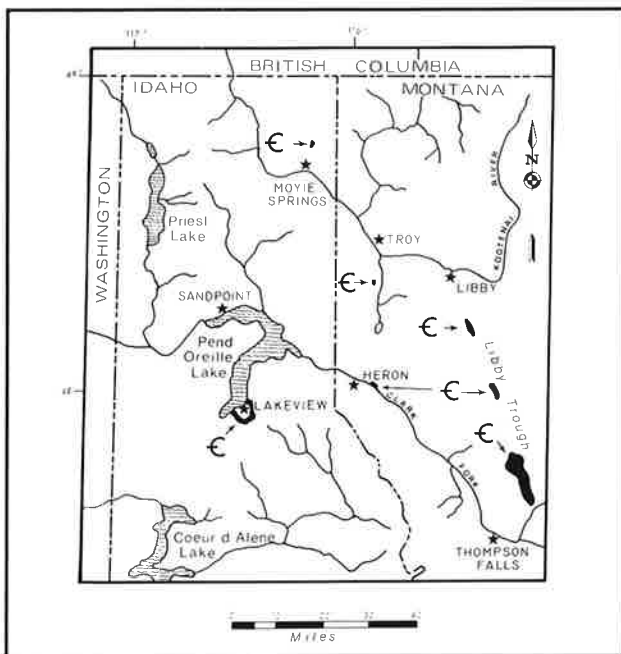 BRITISH COLUMBIA
IDAHO
MONTANA
WASHINGTON
Є
MOYIE
SPRINGS
Priest
Lake
TROY
RIVER
KOOTENAI
N
LIBBY
Є
SANDPOINT
Pend
Oreille
Lake
Є
Libby Trough
HERON
CLARK
FORK
Є
LAKEVIEW
Є
Є
Coeur d Alene
Lake
THOMPSON
FALLS
Miles